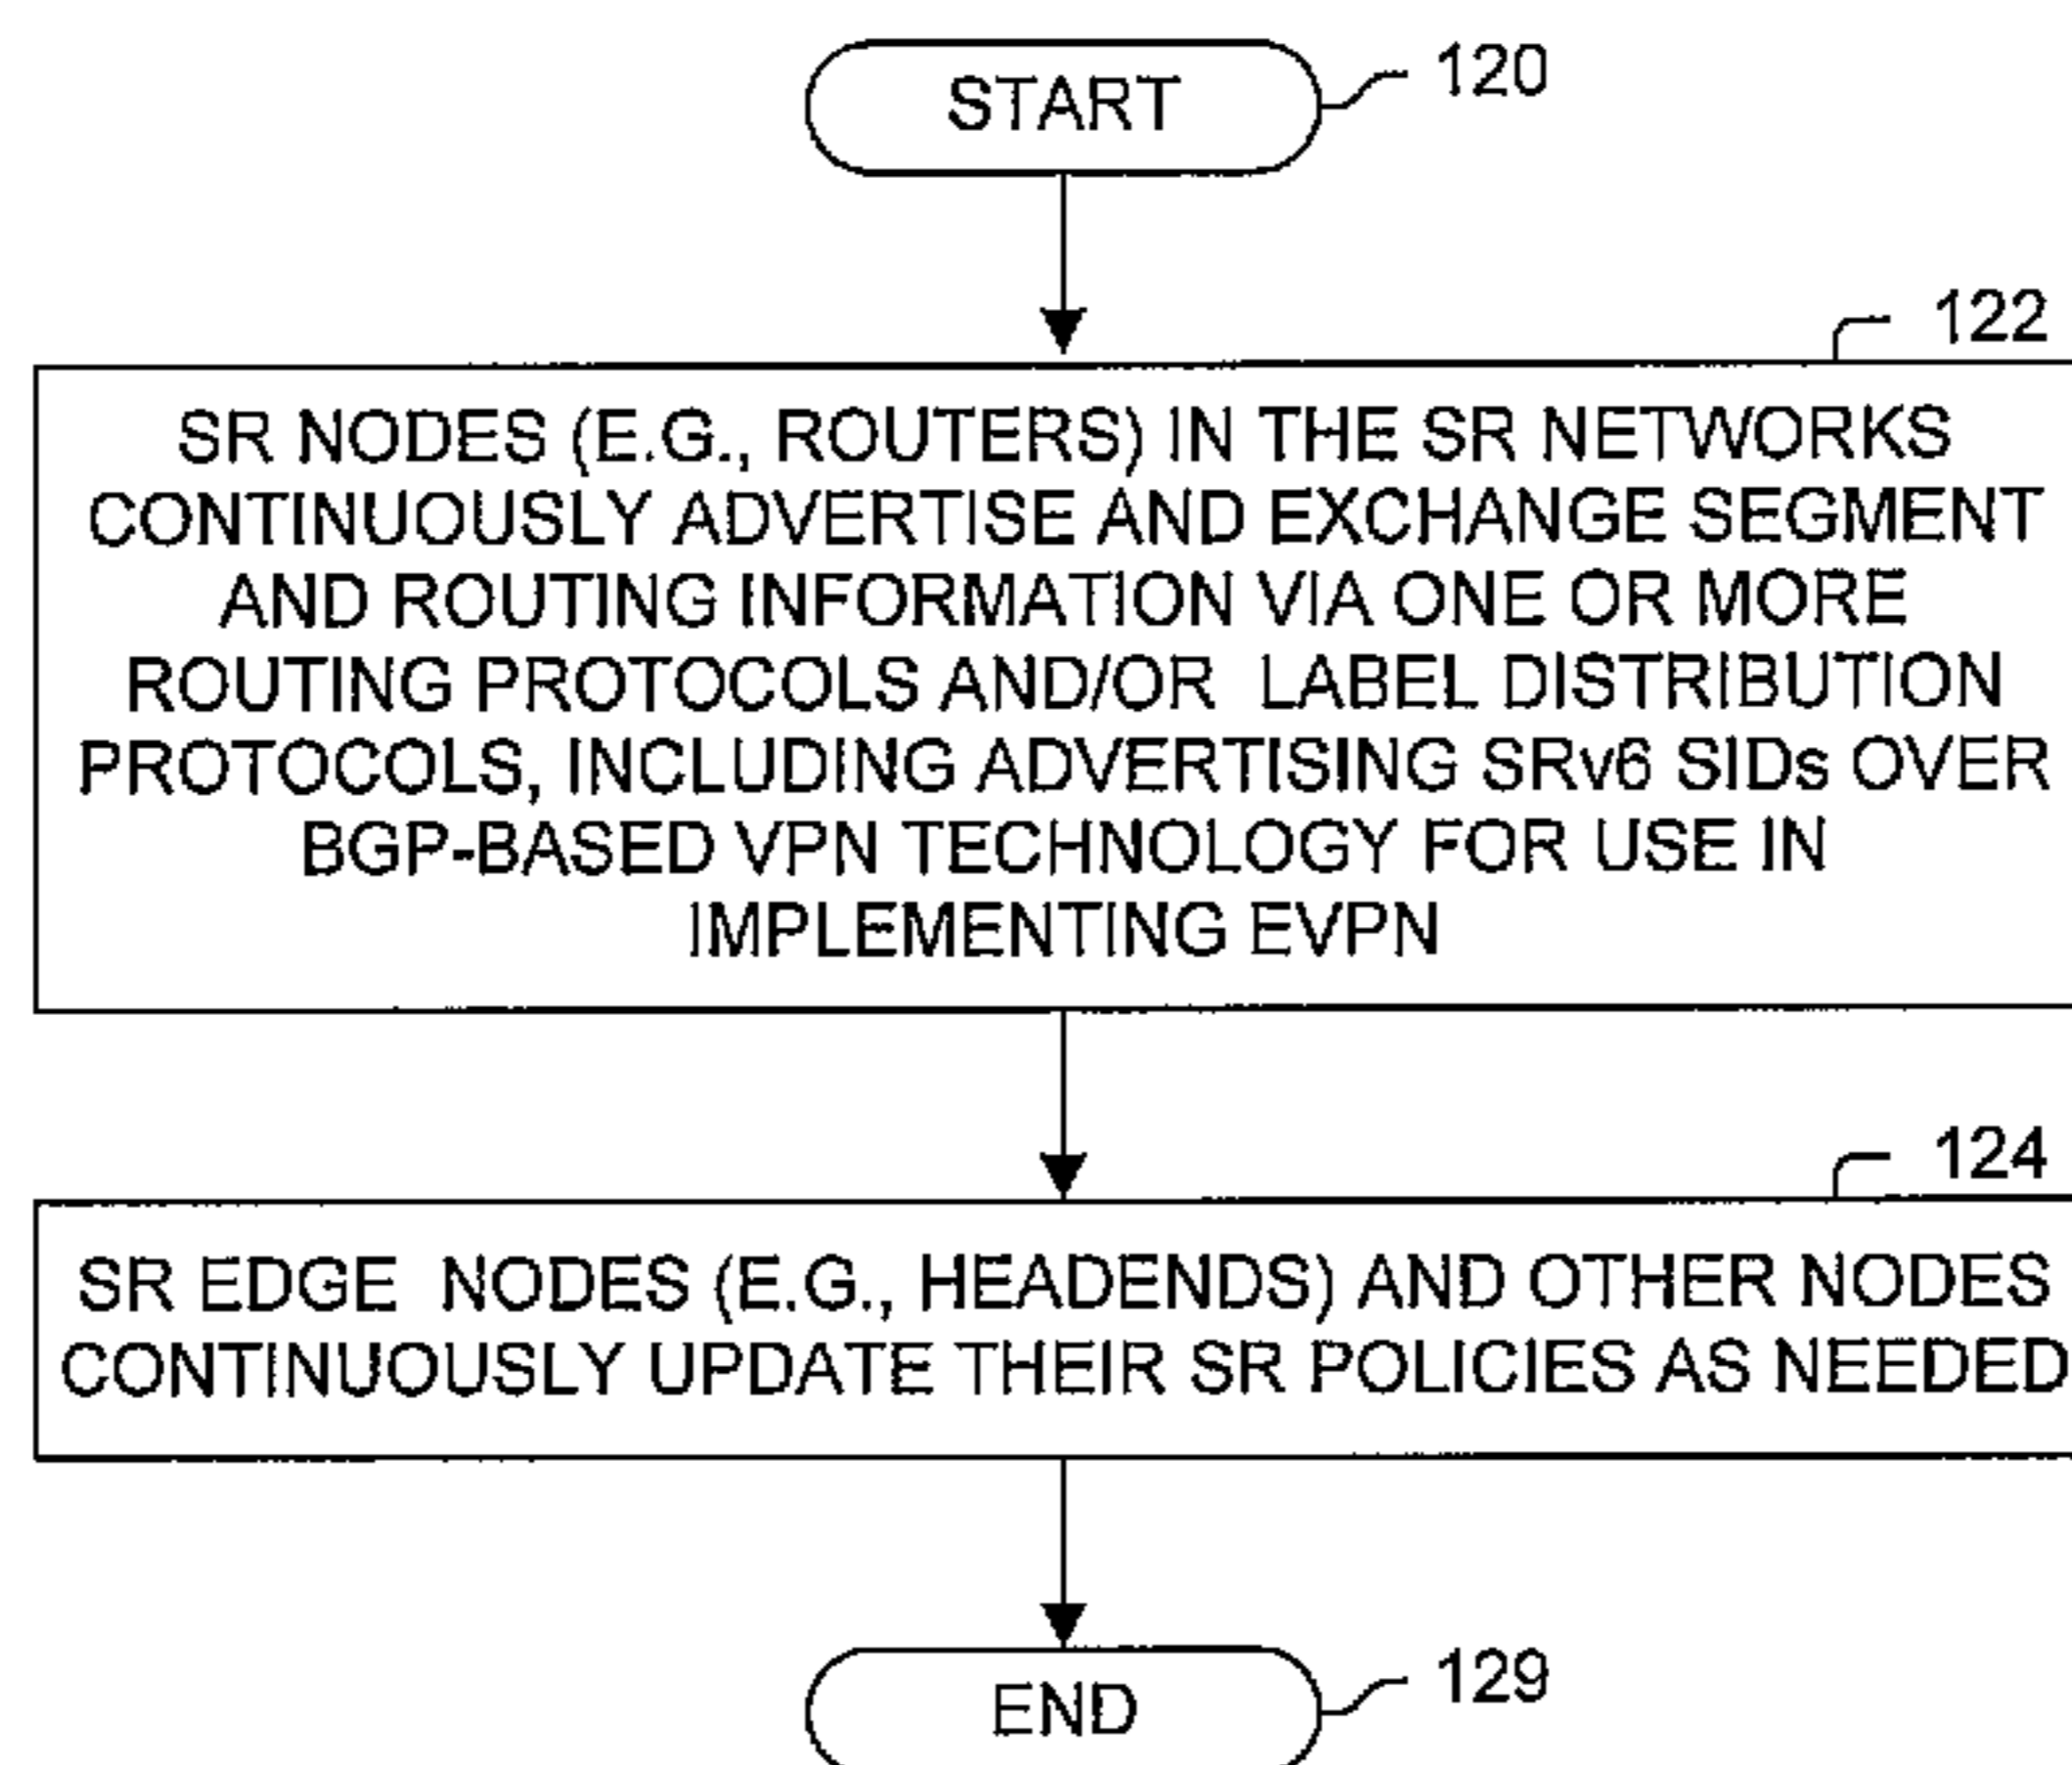 START
120
122
SR NODES (E.G., ROUTERS) IN THE SR NETWORKS
CONTINUOUSLY ADVERTISE AND EXCHANGE SEGMENT
AND ROUTING INFORMATION VIA ONE OR MORE
ROUTING PROTOCOLS AND/OR LABEL DISTRIBUTION
PROTOCOLS, INCLUDING ADVERTISING SRv6 SIDs OVER
BGP-BASED VPN TECHNOLOGY FOR USE IN
IMPLEMENTING EVPN
124
SR EDGE NODES (E.G., HEADENDS) AND OTHER NODES
CONTINUOUSLY UPDATE THEIR SR POLICIES AS NEEDED
END
129